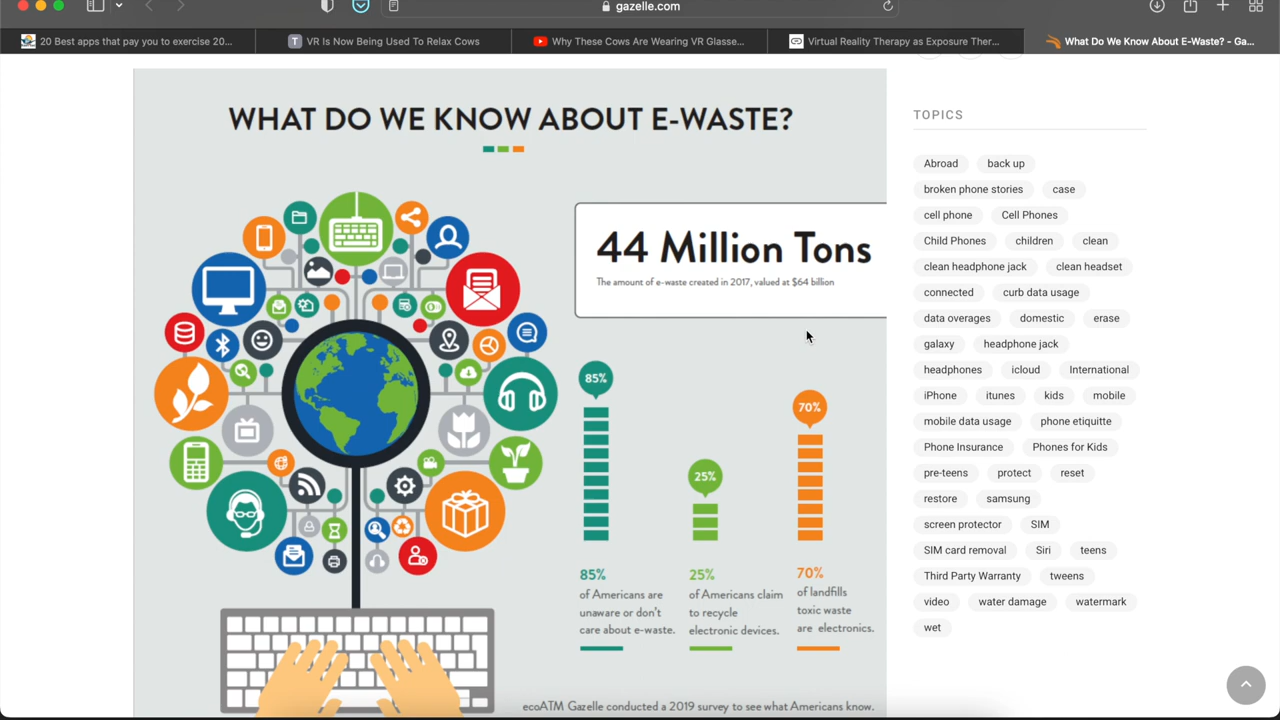 gazelle.com
20 Best apps that pay you to exercise 20...
VR Is Now Being Used To Relax Cows
Why These Cows Are Wearing VR Glasse...
Virtual Reality Therapy as Exposure Ther...
What Do We Know About E-Waste? - Ga...
WHAT DO WE KNOW ABOUT E-WASTE?
44 Million Tons
The amount of e-waste created in 2017, valued at $64 billion
85%
25%
70%
85%
of Americans are
unaware or don't
care about e-waste.
25%
of Americans claim
to recycle
electronic devices.
70%
of landfills
toxic waste
are electronics.
ecoATM Gazelle conducted a 2019 survey to see what Americans know.
TOPICS
Abroad back up
broken phone stories case
cell phone Cell Phones
Child Phones children clean
clean headphone jack clean headset
connected curb data usage
data overages domestic erase
galaxy headphone jack
headphones icloud International
iPhone itunes kids mobile
mobile data usage phone etiquitte
Phone Insurance Phones for Kids
pre-teens protect reset
restore samsung
screen protector SIM
SIM card removal Siri teens
Third Party Warranty tweens
video water damage watermark
wet